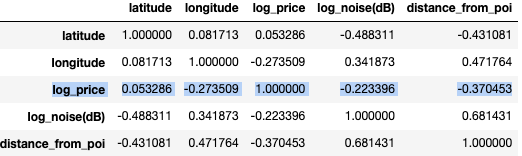 latitude longitude log_price log_noise(dB) distance_from_poi
latitude 1.000000 0.081713 0.053286 -0.488311 -0.431081
longitude 0.081713 1.000000 -0.273509 0.341873 0.471764
log_price 0.053286 -0.273509 1.000000 -0.223396 -0.370453
log_noise(dB) -0.488311 0.341873 -0.223396 1.000000 0.681431
distance_from_poi -0.431081 0.471764 -0.370453 0.681431 1.000000